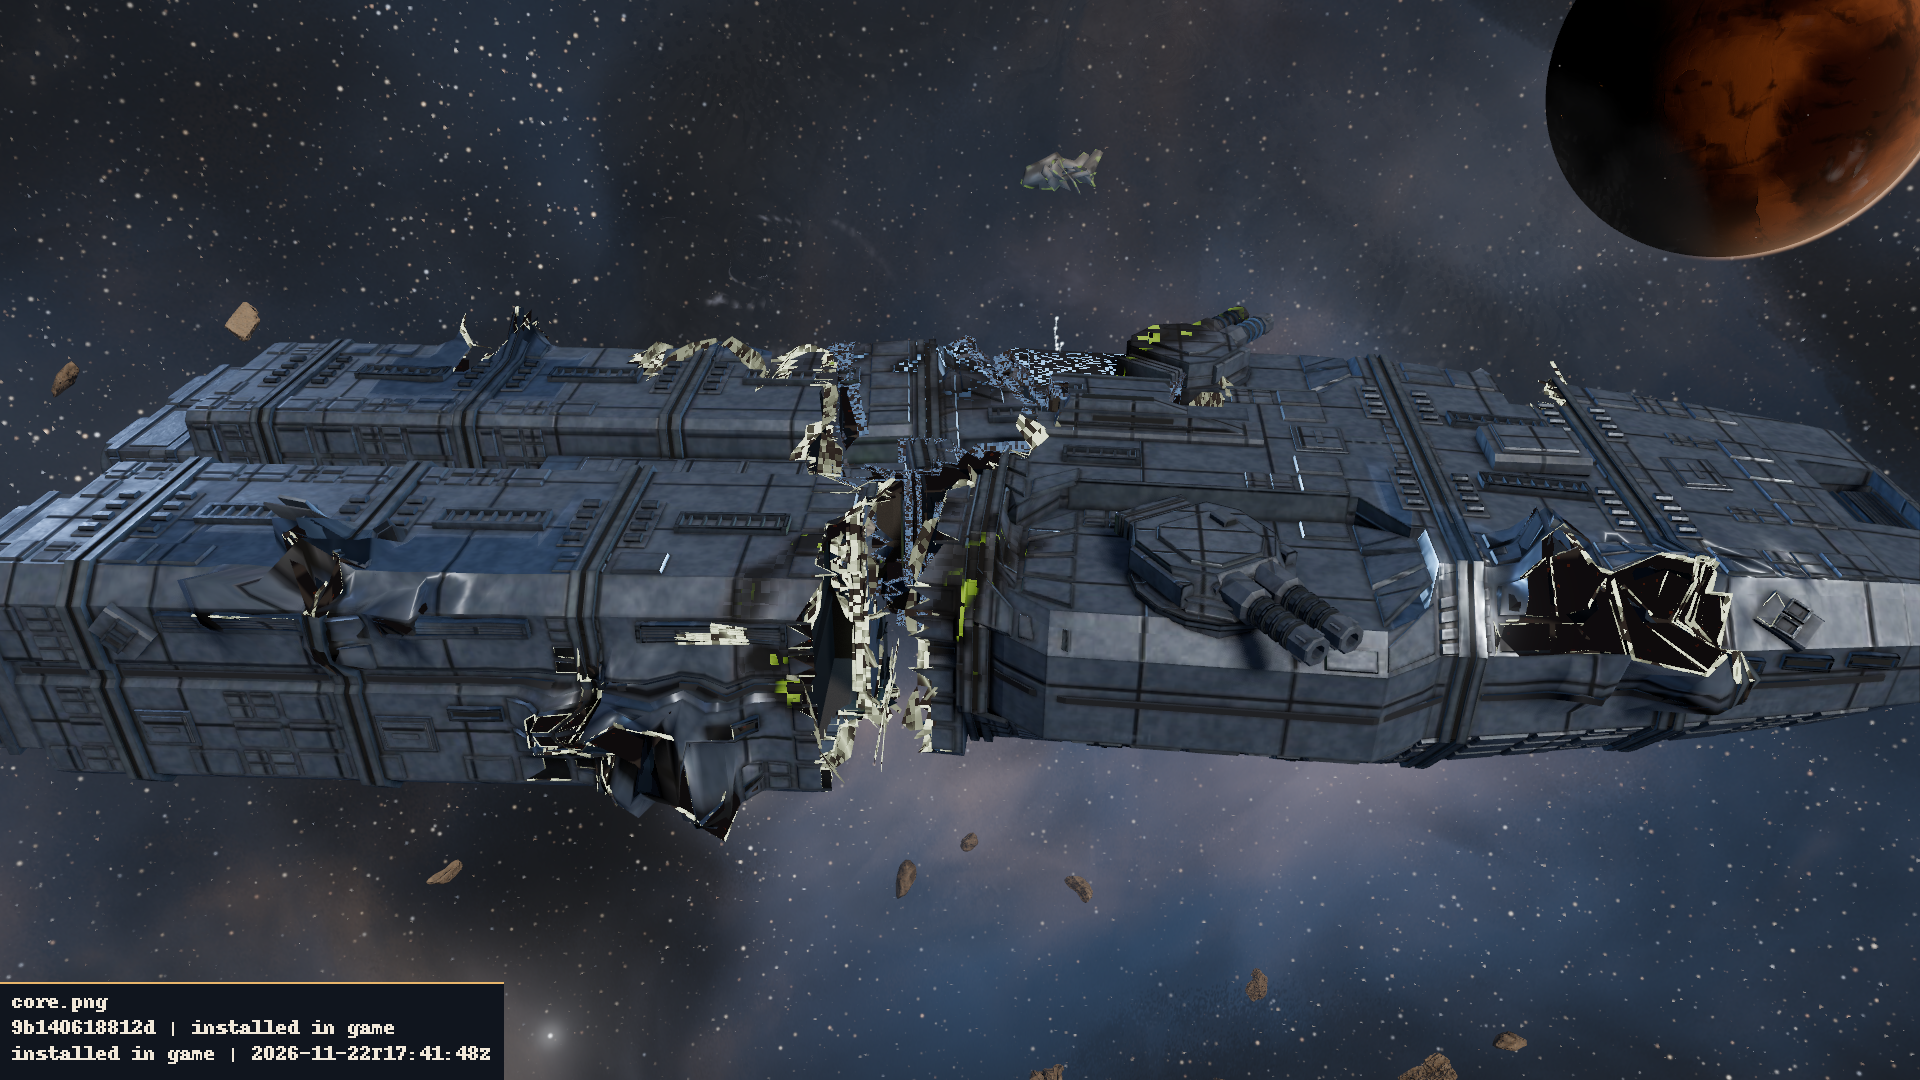 core.png
9b140618812d | installed in game
installed in game | 2026-11-22T17:41:48Z